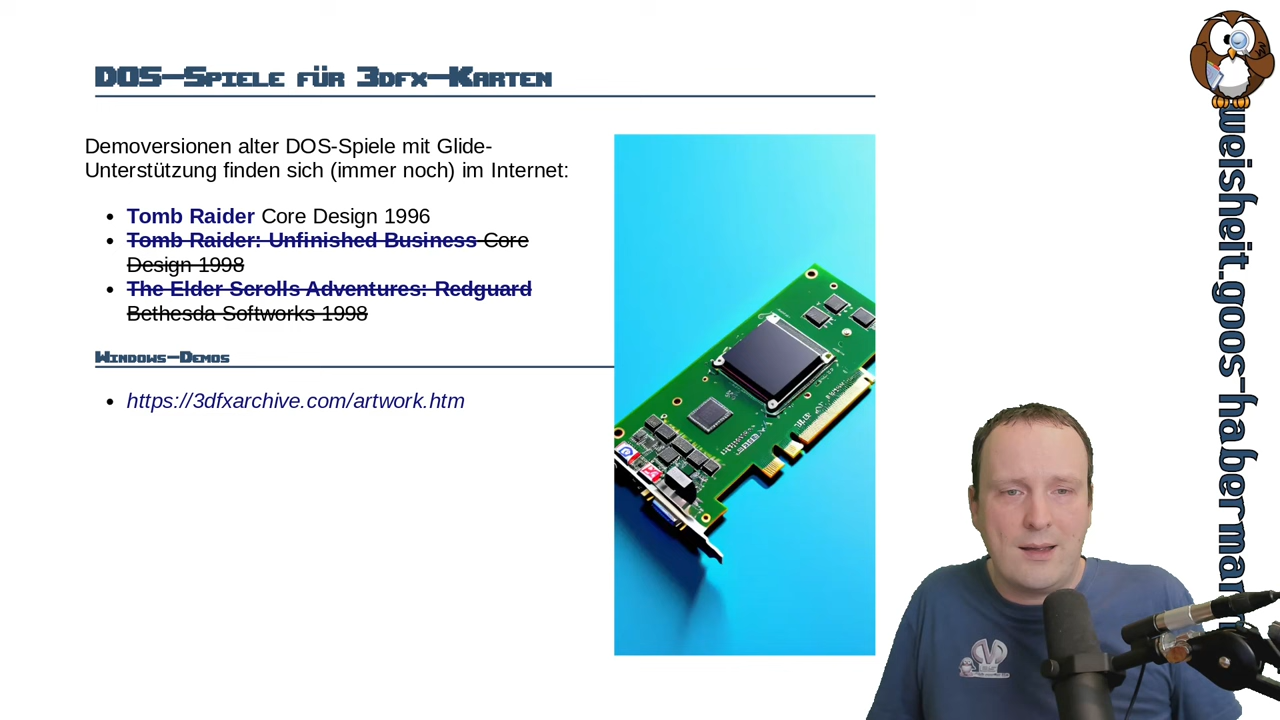 DOS-Spiele für 3dfx-Karten
Demoversionen alter DOS-Spiele mit Glide-
Unterstützung finden sich (immer noch) im Internet:
• Tomb Raider Core Design 1996
• Tomb Raider: Unfinished Business Core
Design 1998
• The Elder Scrolls Adventures: Redguard
Bethesda Softworks 1998
Windows-Demos
• https://3dfxarchive.com/artwork.htm
weisheit.goos-habermann